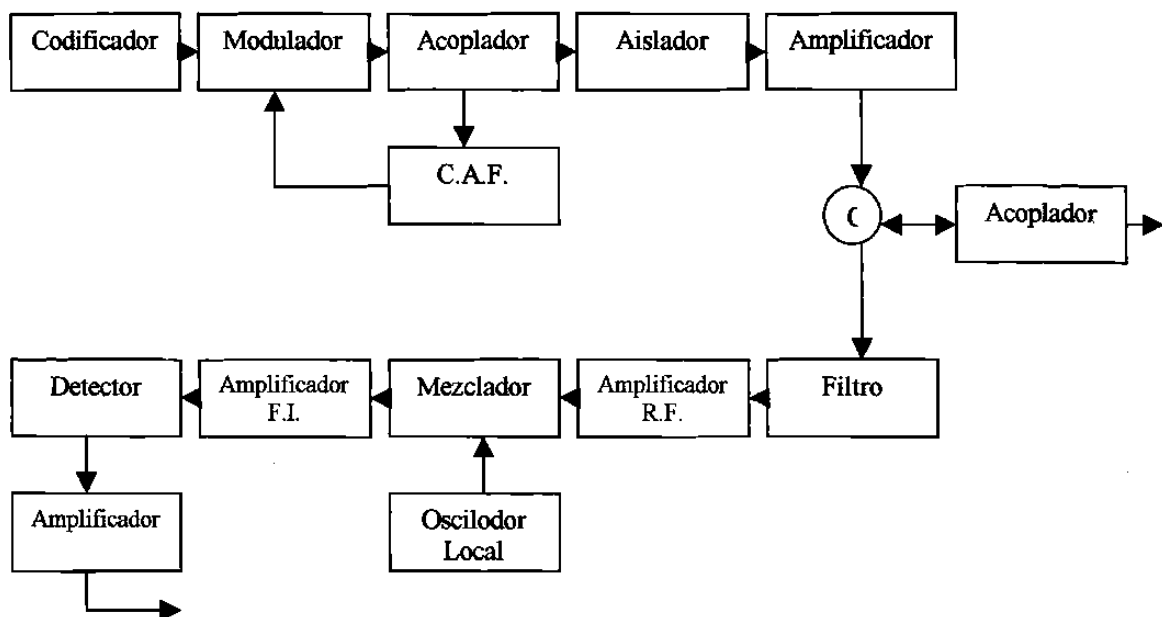 Codificador
Modulador
Acoplador
Aislador
Amplificador
C.A.F.
C
Acoplador
Detector
Amplificador
F.I.
Mezclador
Amplificador
R.F.
Filtro
Amplificador
Oscilodor
Local